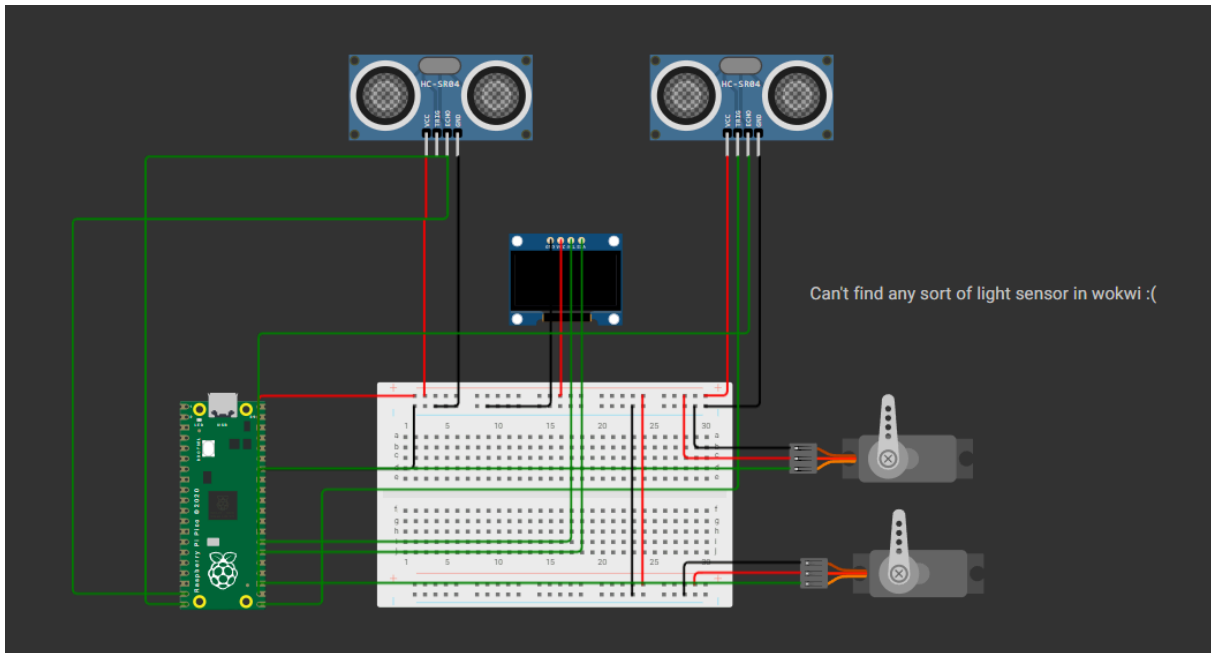 HC-SR04 HC-SR04
VCC TRIG ECHO GND VCC TRIG ECHO GND
Can't find any sort of light sensor in wokwi :(
+ +
1 5 10 15 20 25 30
a a
b b
c c
d d
e e
f f
g g
h h
i i
j j
1 5 10 15 20 25 30
+ +
Raspberry Pi Pico ©2020